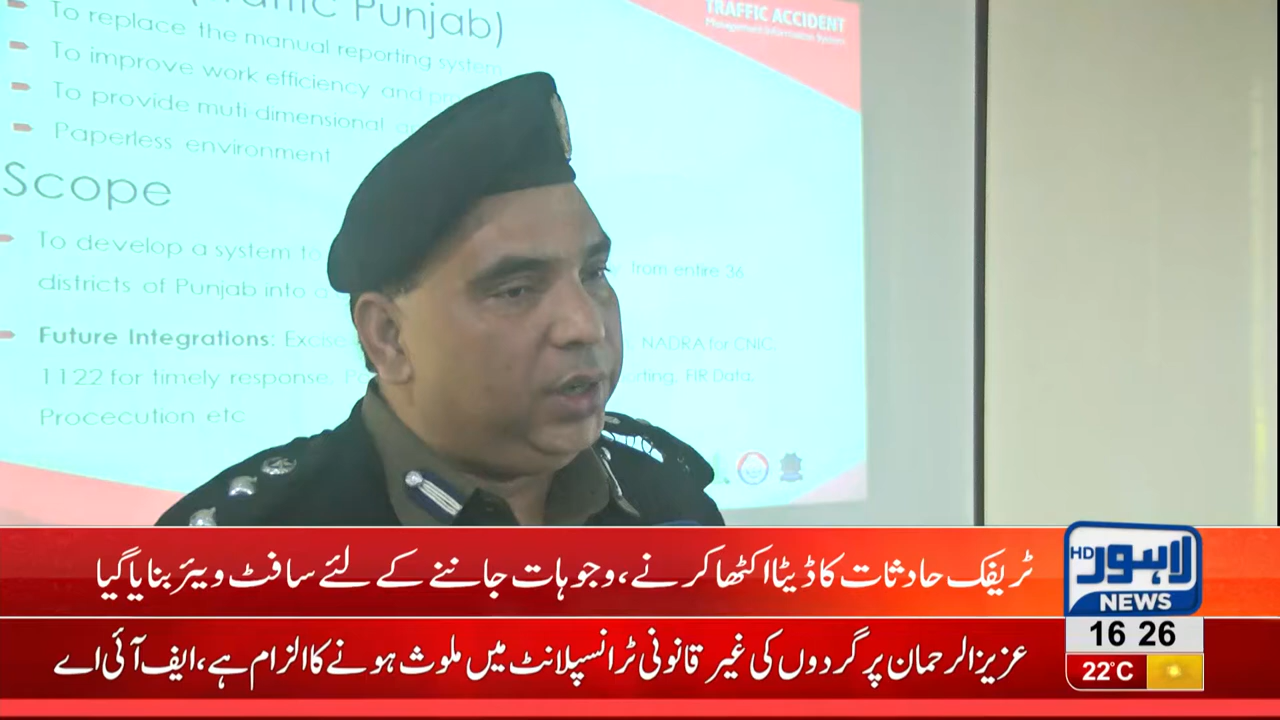 (Traffic Punjab)
TRAFFIC ACCIDENT
Management Information System
To replace the manual reporting system
To improve work efficiency and
To provide muti-dimensional
Paperless environment
Scope
To develop a system to from entire 36
districts of Punjab into a
Future Integrations: Excise NADRA for CNIC,
1122 for timely response, FIR Data,
Procecution etc
ٹریفک حادثات کا ڈیٹا اکٹھا کرنے، وجوہات جاننے کے لئے سافٹ ویئر بنایا گیا
عزیز الرحمان پر گردوں کی غیر قانونی ٹرانسپلانٹ میں ملوث ہونے کا الزام ہے، ایف آئی اے
لاہور
HD
NEWS
16 26
22°C